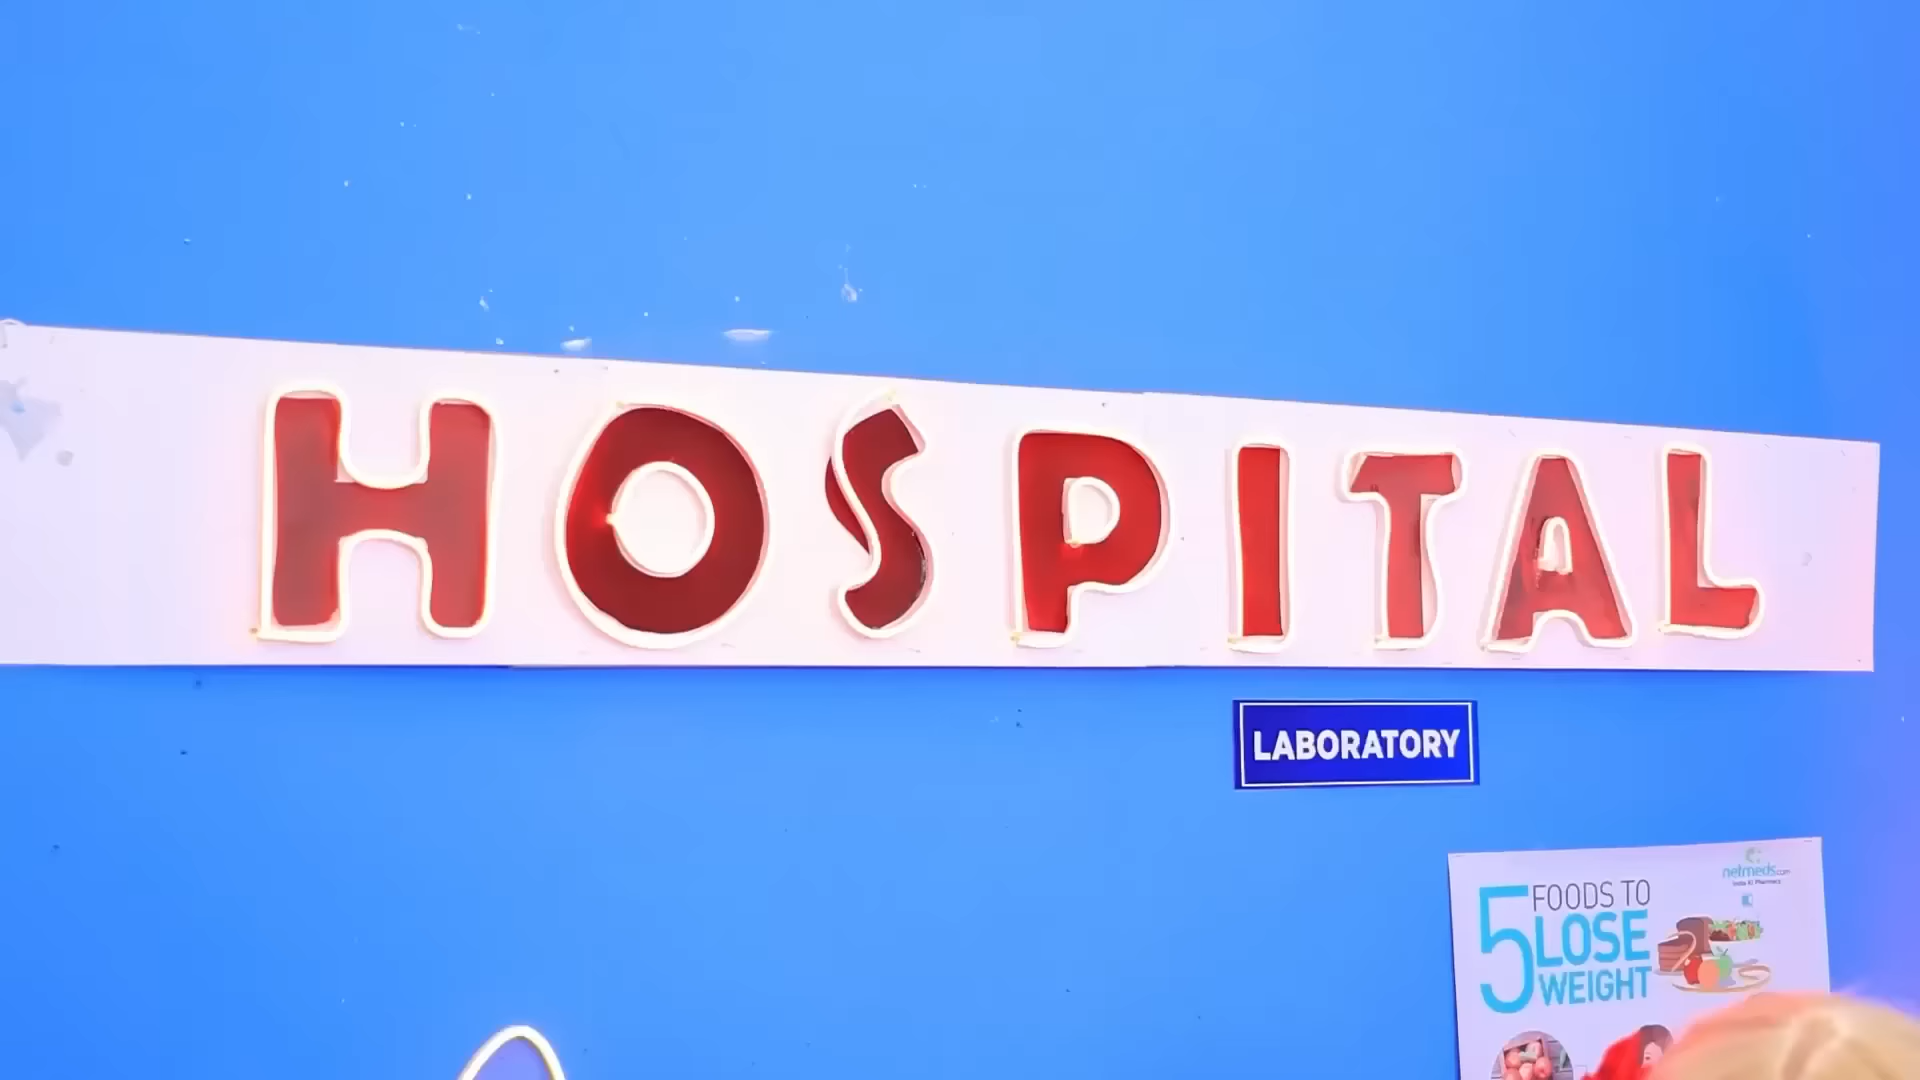 HOSPITAL
LABORATORY
netmeds.com
5 FOODS TO
LOSE
WEIGHT